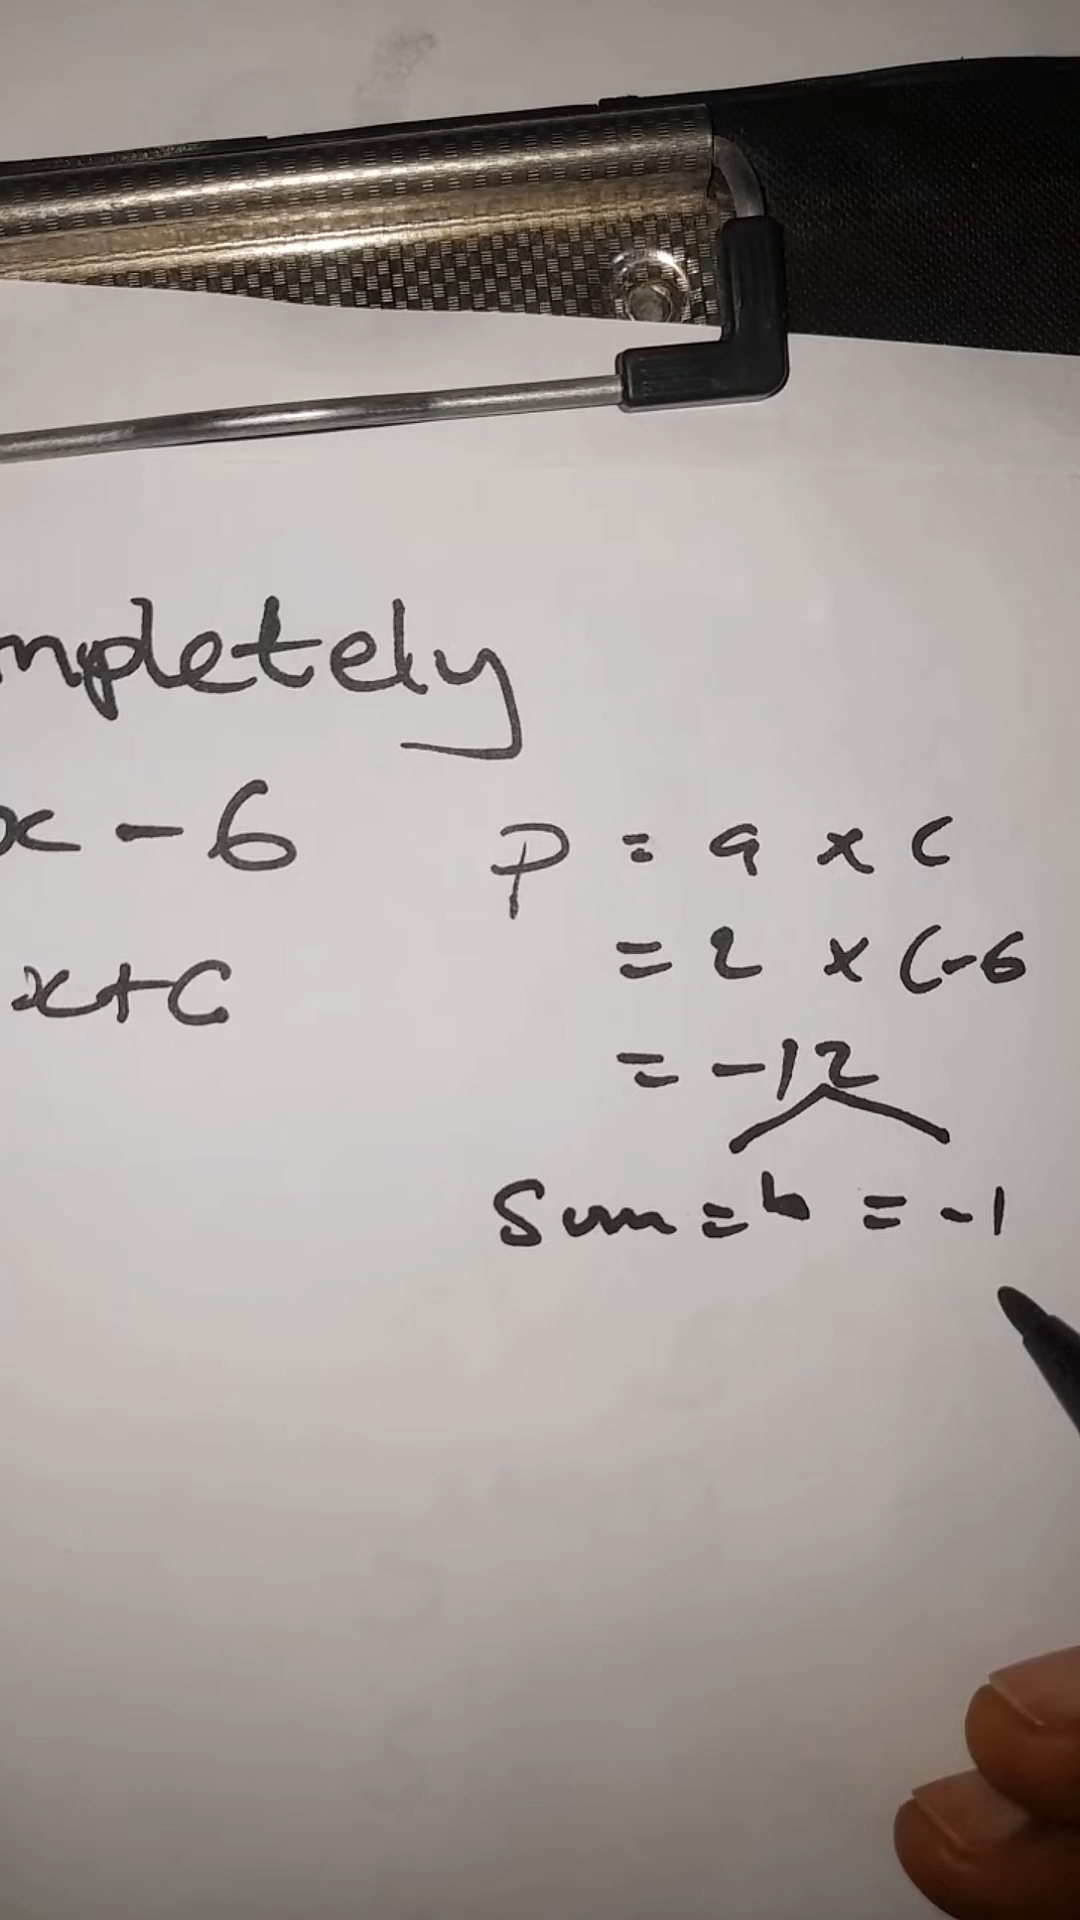 mpletely
x - 6
p = a x c
= 2 x (-6
x+c
= -12
Sum = b = -1